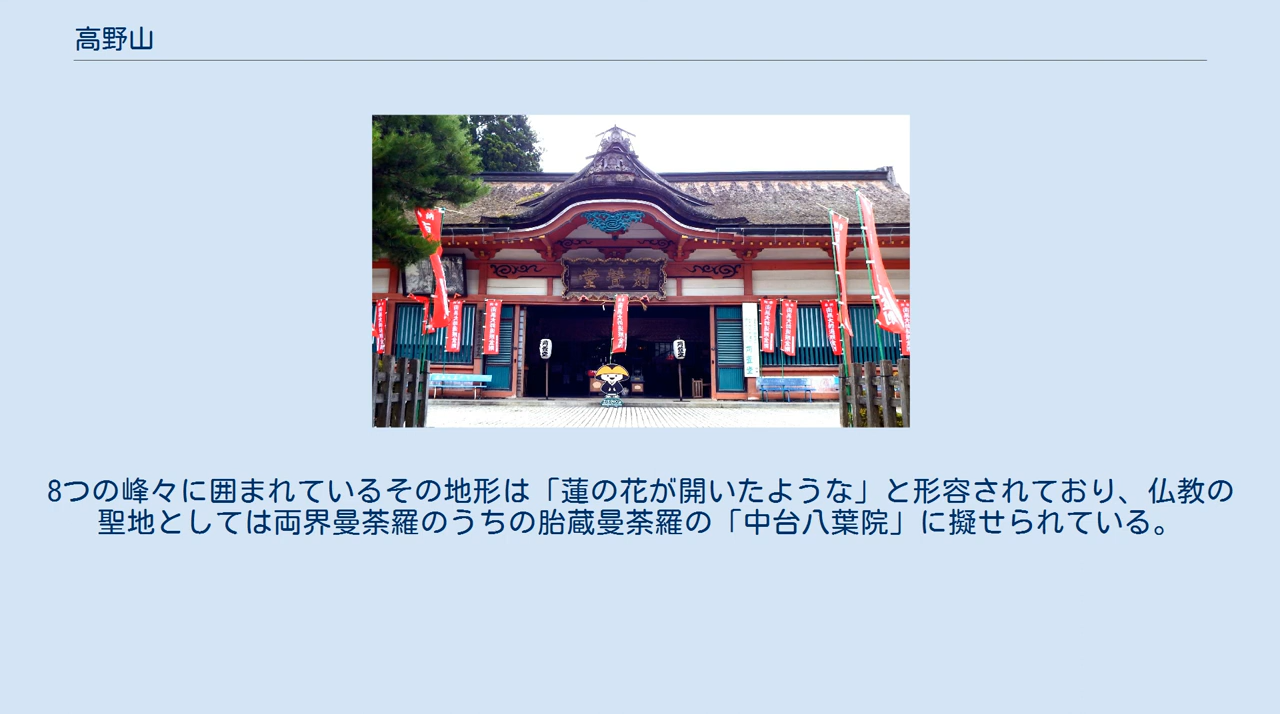 高野山
8つの峰々に囲まれているその地形は「蓮の花が開いたような」と形容されており、仏教の
聖地としては両界曼荼羅のうちの胎蔵曼荼羅の「中台八葉院」に擬せられている。